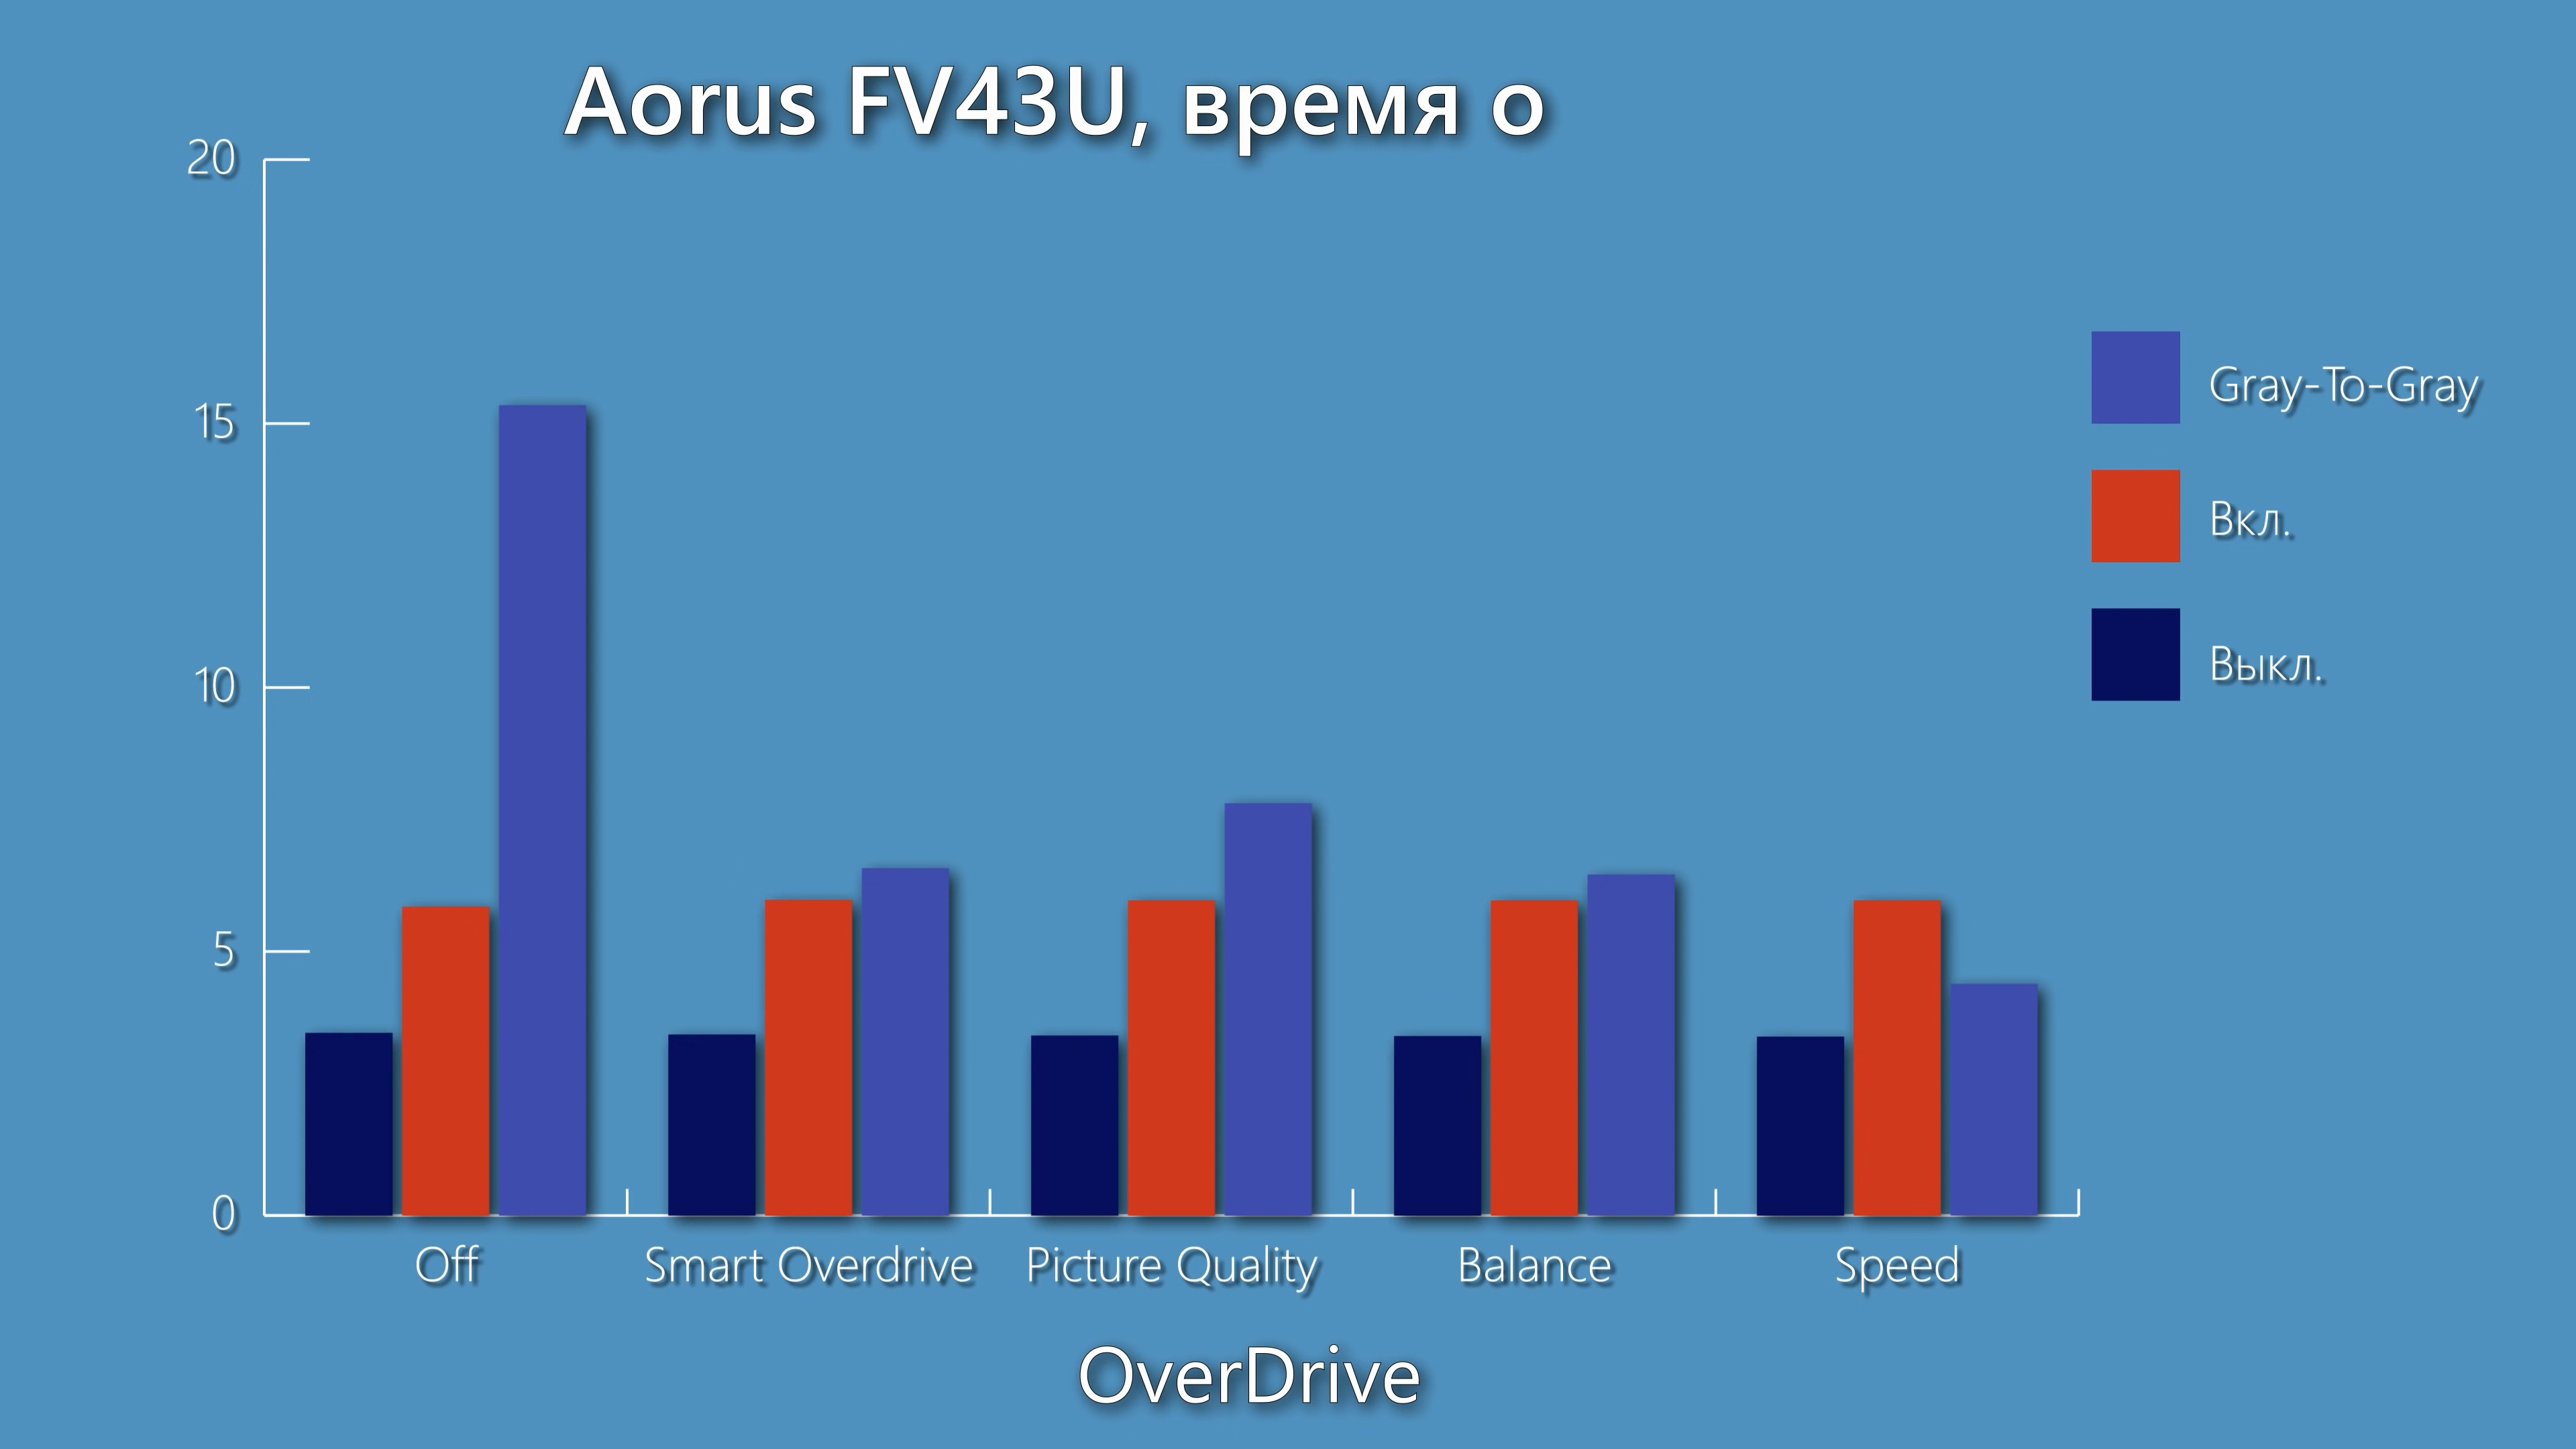 Aorus FV43U, время о
20
15
10
5
0
Gray-To-Gray
Вкл.
Выкл.
Off Smart Overdrive Picture Quality Balance Speed
OverDrive